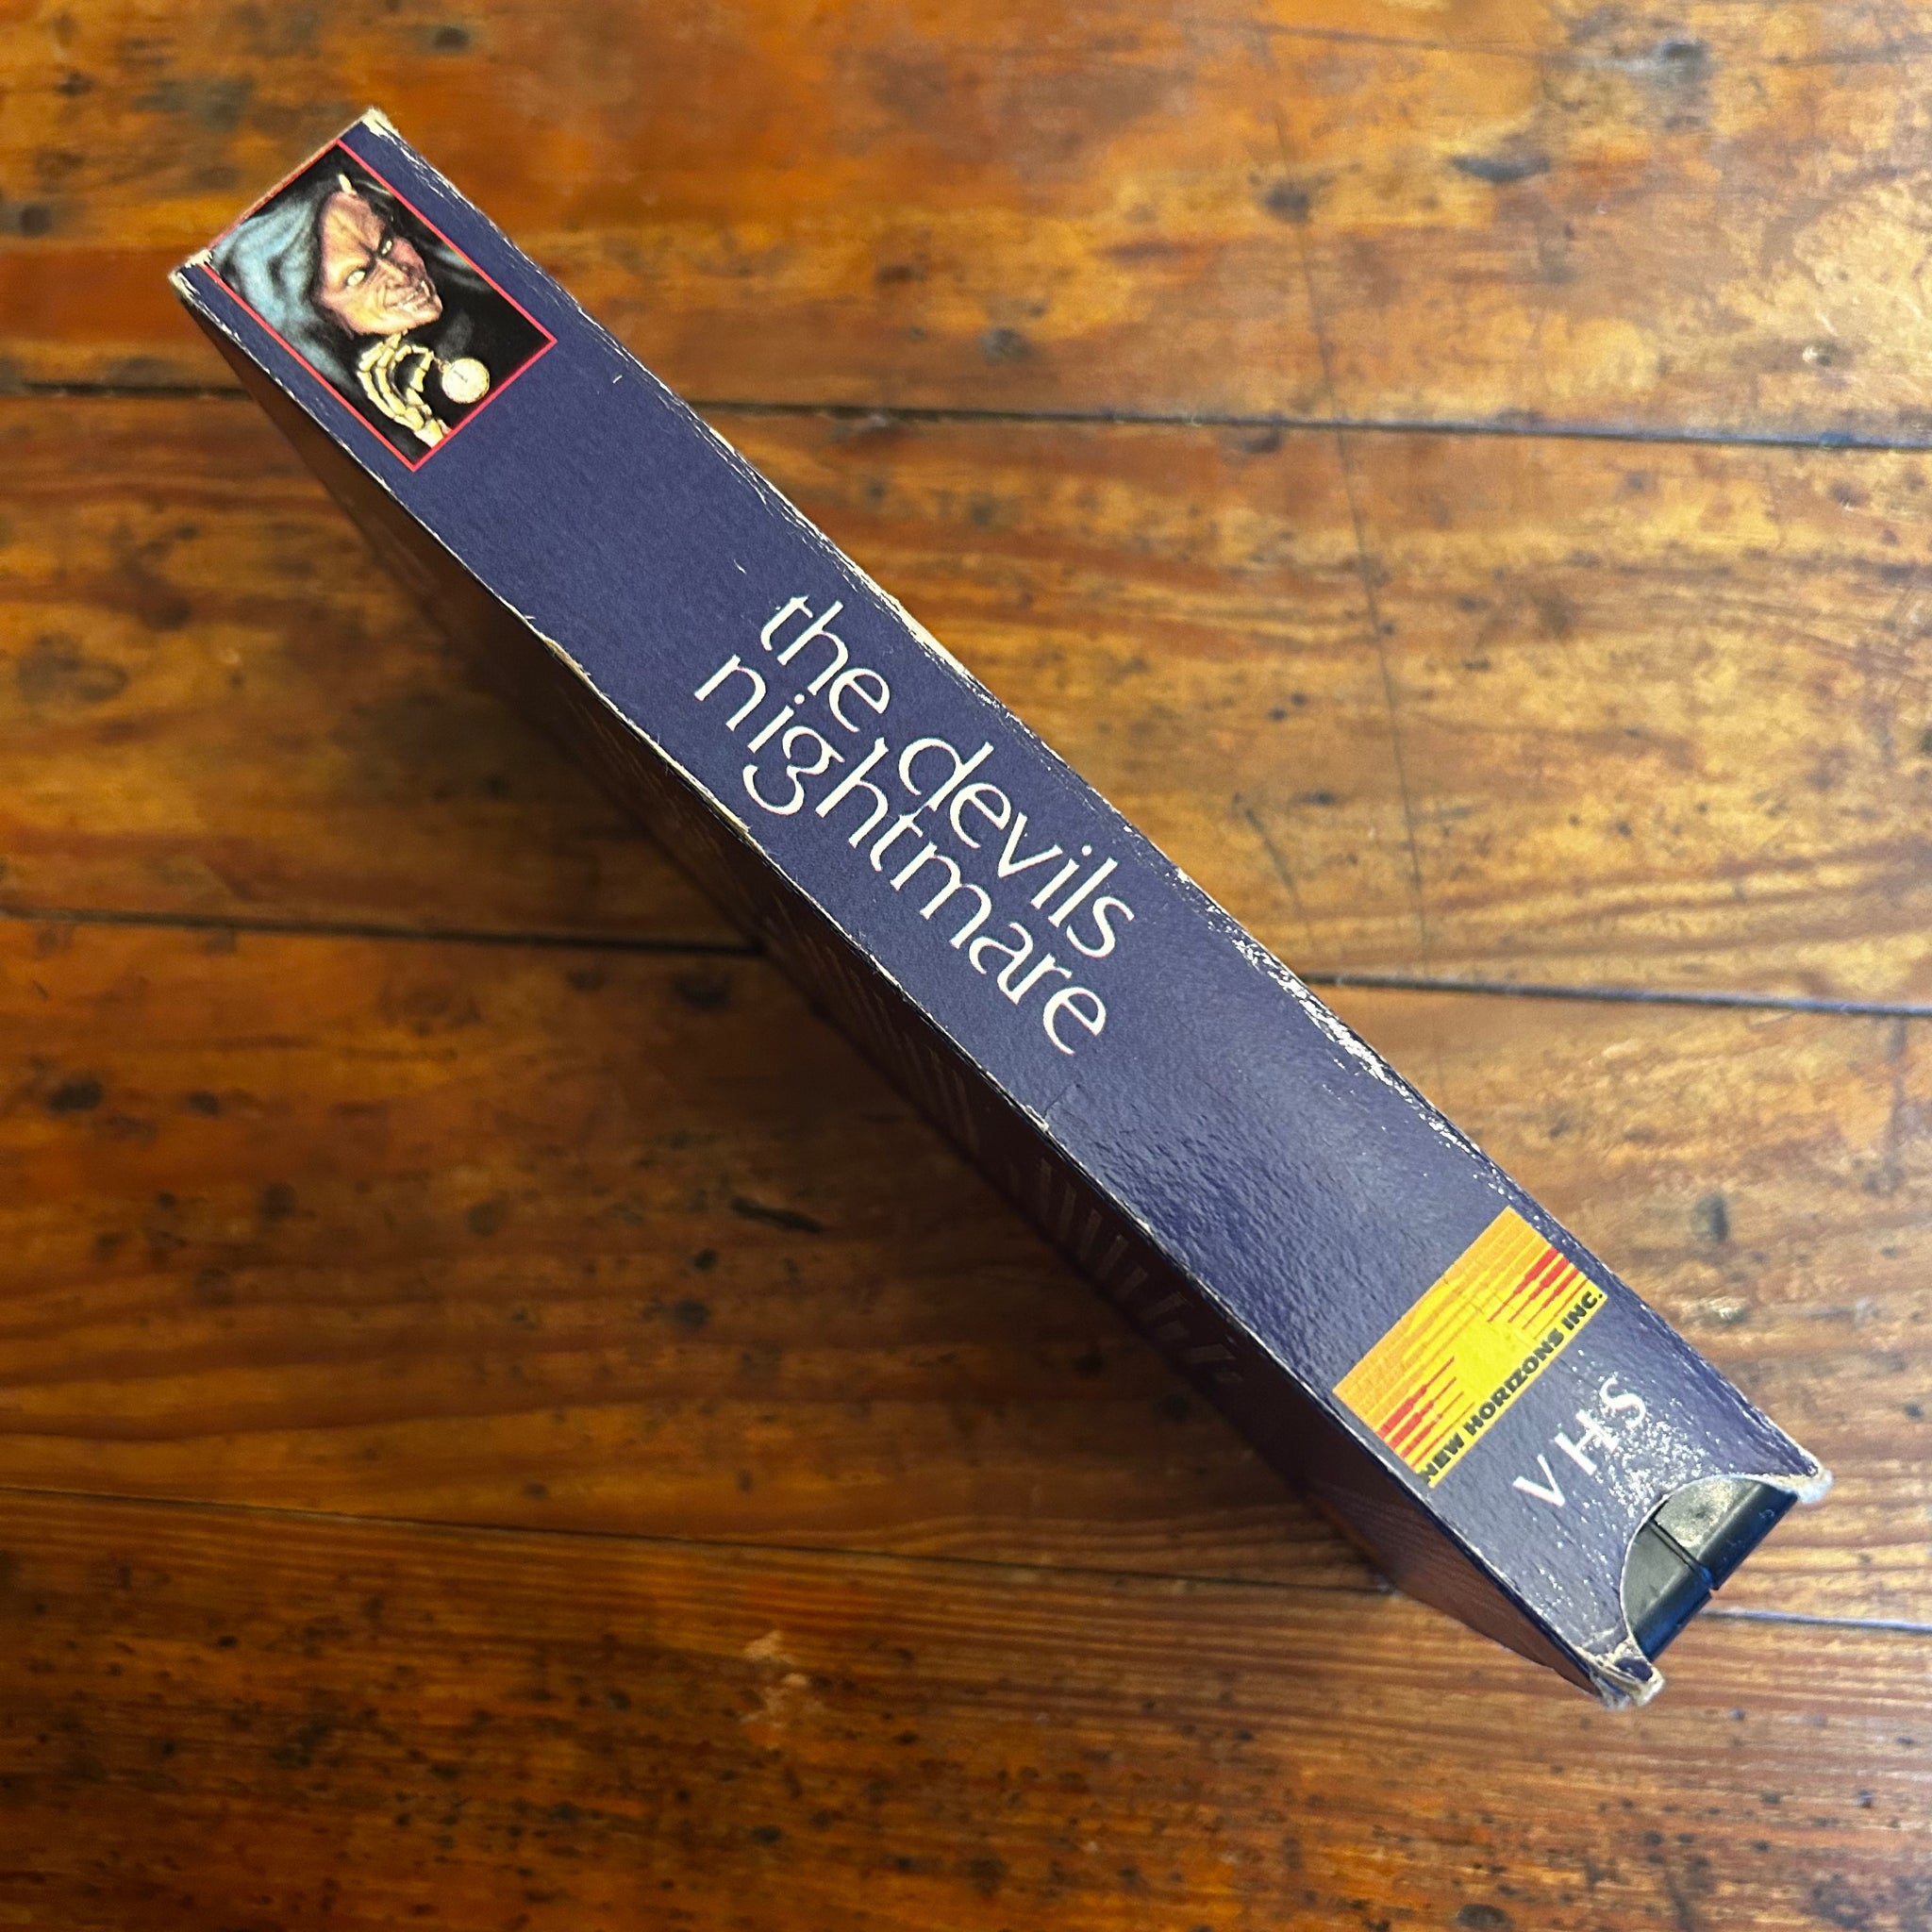 the devils
nightmare
NEW HORIZONS INC.
VHS